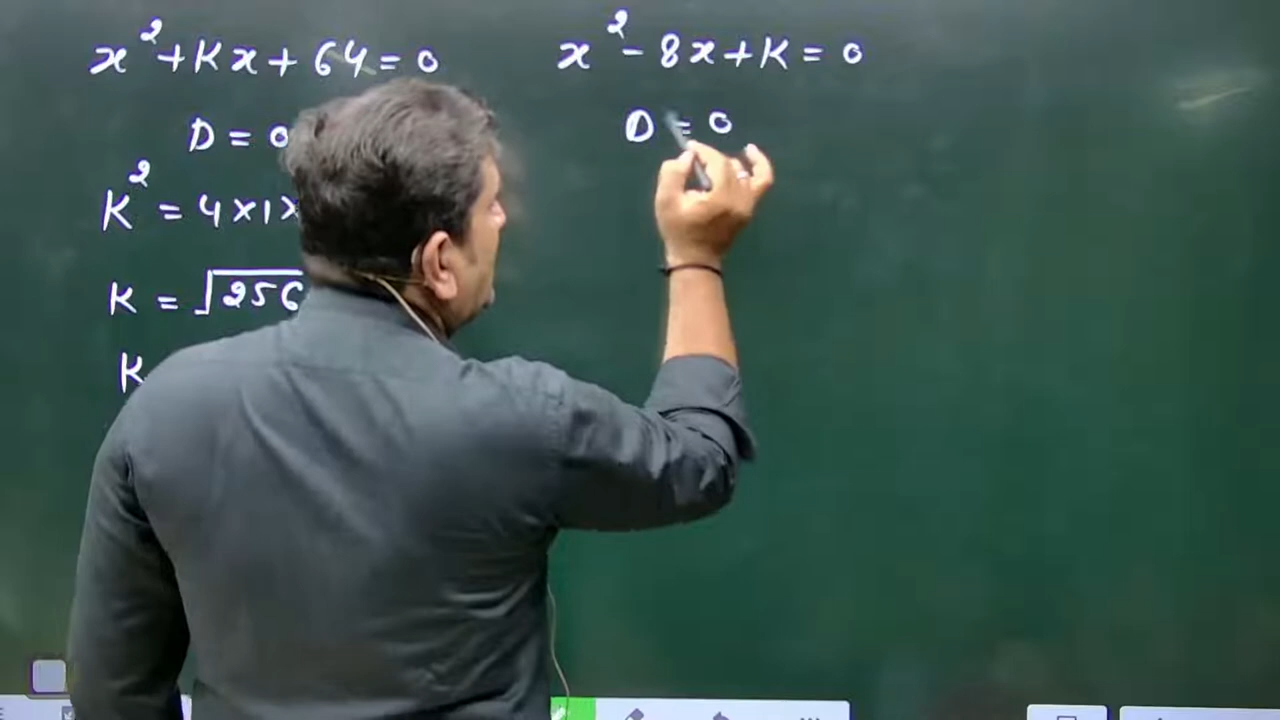 x²+Kx+64=0
D=0
K²=4×1×
K=√256
K
x²-8x+K=0
D=0